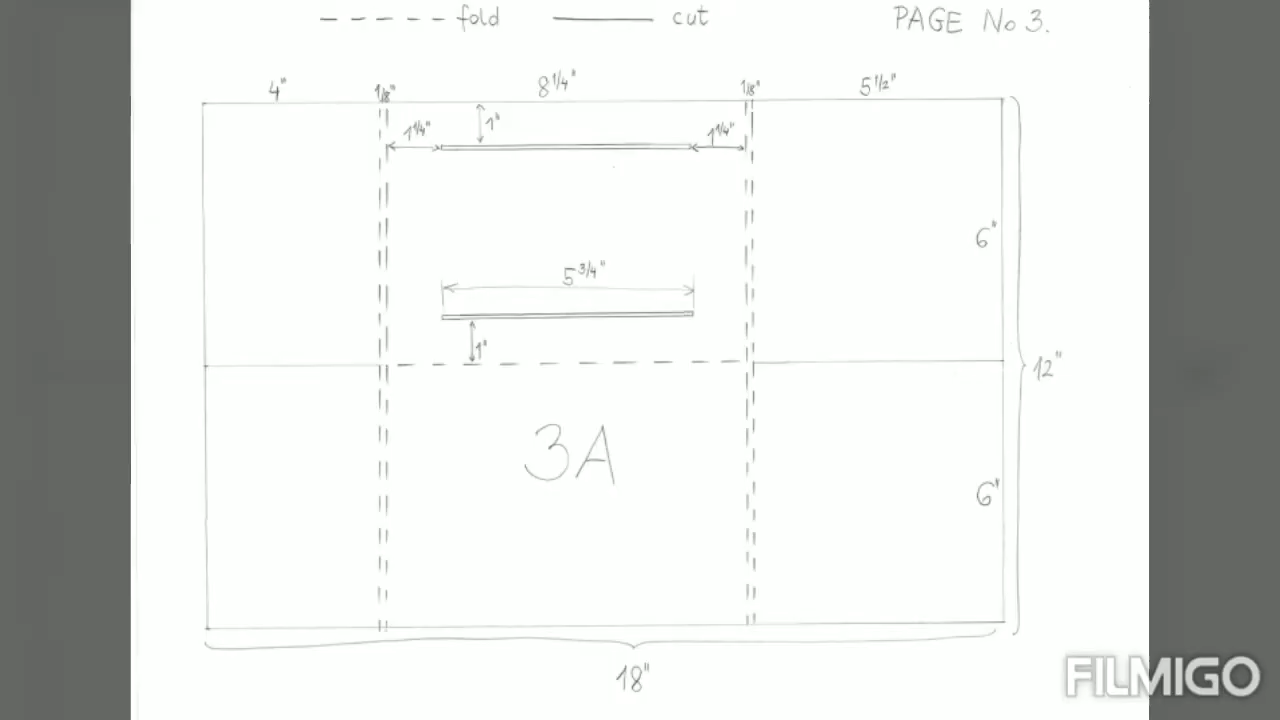 fold cut PAGE No 3.
4" 1/8" 8 1/4" 1/8" 5 1/2"
1"
1 1/4" 1 1/4"
6"
5 3/4"
1"
12"
3A
6"
18"
FILMIGO